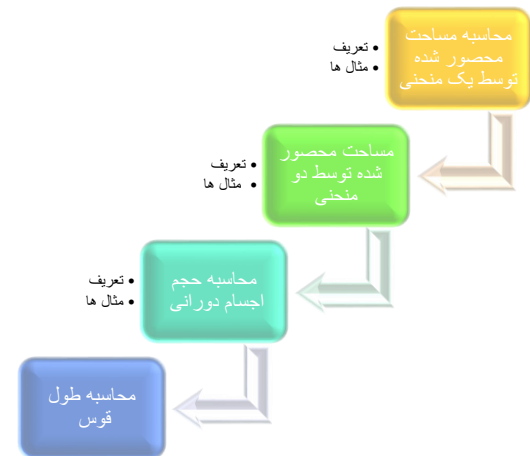 محاسبه مساحت
محصور شده
توسط یک منحنی
• تعریف
• مثال ها
مساحت محصور
شده توسط دو
منحنی
• تعریف
• مثال ها
محاسبه حجم
اجسام دورانی
• تعریف
• مثال ها
محاسبه طول
قوس